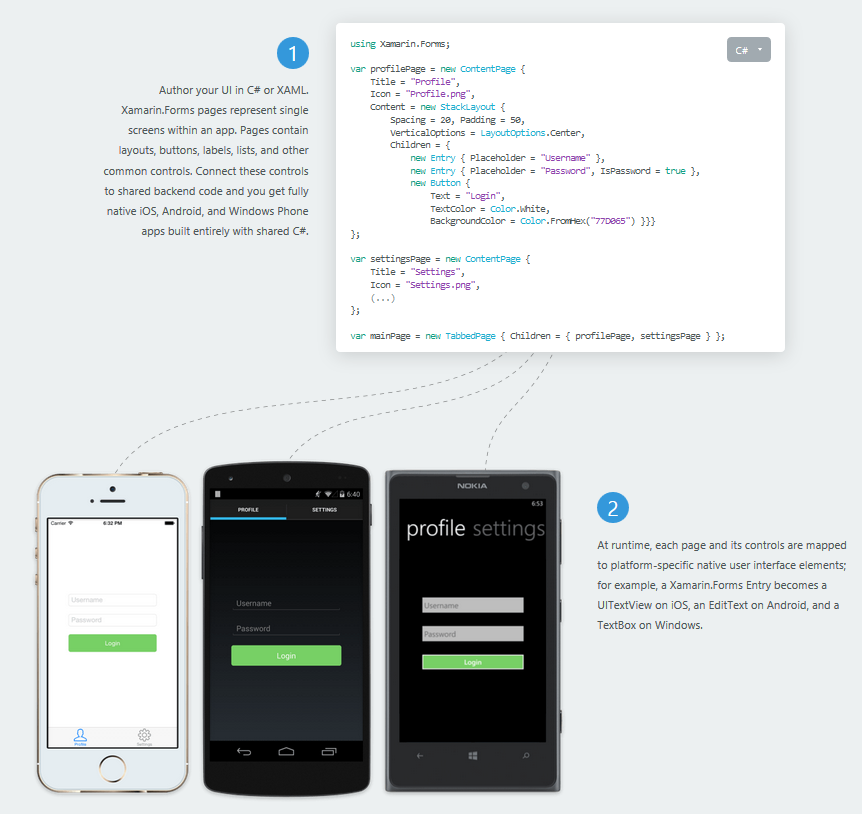 1
Author your UI in C# or XAML.
Xamarin.Forms pages represent single
screens within an app. Pages contain
layouts, buttons, labels, lists, and other
common controls. Connect these controls
to shared backend code and you get fully
native iOS, Android, and Windows Phone
apps built entirely with shared C#.
C#
using Xamarin.Forms;
var profilePage = new ContentPage {
Title = "Profile",
Icon = "Profile.png",
Content = new StackLayout {
Spacing = 20, Padding = 50,
VerticalOptions = LayoutOptions.Center,
Children = {
new Entry { Placeholder = "Username" },
new Entry { Placeholder = "Password", IsPassword = true },
new Button {
Text = "Login",
TextColor = Color.White,
BackgroundColor = Color.FromHex("77D065") }}}
};
var settingsPage = new ContentPage {
Title = "Settings",
Icon = "Settings.png",
(...)
};
var mainPage = new TabbedPage { Children = { profilePage, settingsPage } };
Carrier 6:32 PM
Username
Password
Login
Profile Settings
6:40
PROFILE SETTINGS
Username
Password
Login
NOKIA
6:53
profile settings
Username
Password
Login
2
At runtime, each page and its controls are mapped
to platform-specific native user interface elements;
for example, a Xamarin.Forms Entry becomes a
UITextView on iOS, an EditText on Android, and a
TextBox on Windows.